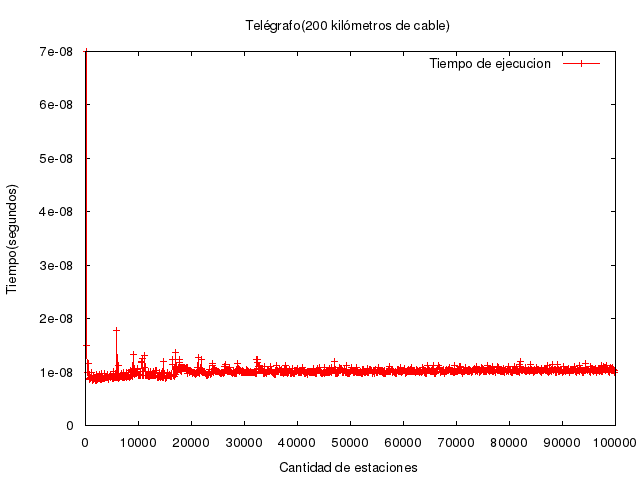 Telégrafo(200 kilómetros de cable)
Tiempo de ejecucion
7e-08
6e-08
5e-08
4e-08
3e-08
2e-08
1e-08
0
Tiempo(segundos)
0 10000 20000 30000 40000 50000 60000 70000 80000 90000 100000
Cantidad de estaciones